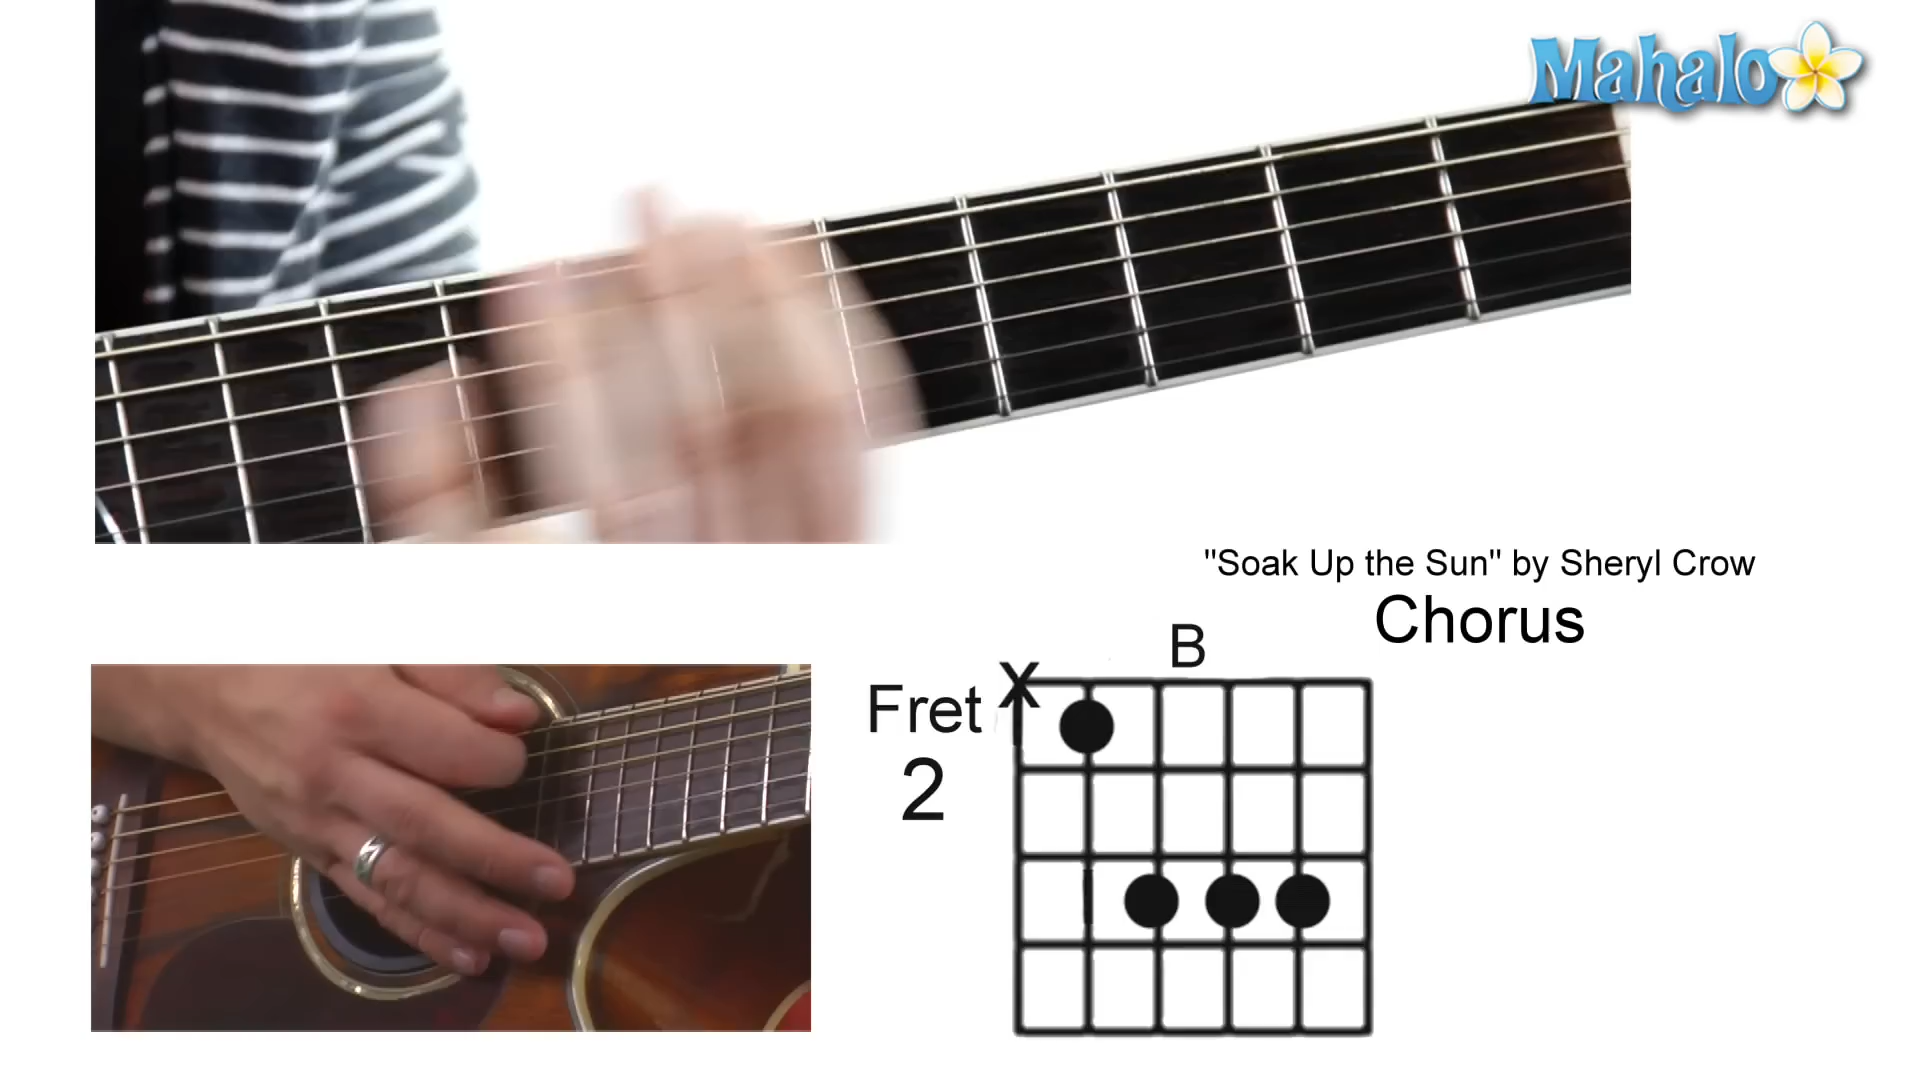 Mahalo
"Soak Up the Sun" by Sheryl Crow
Chorus
B
X
Fret
2